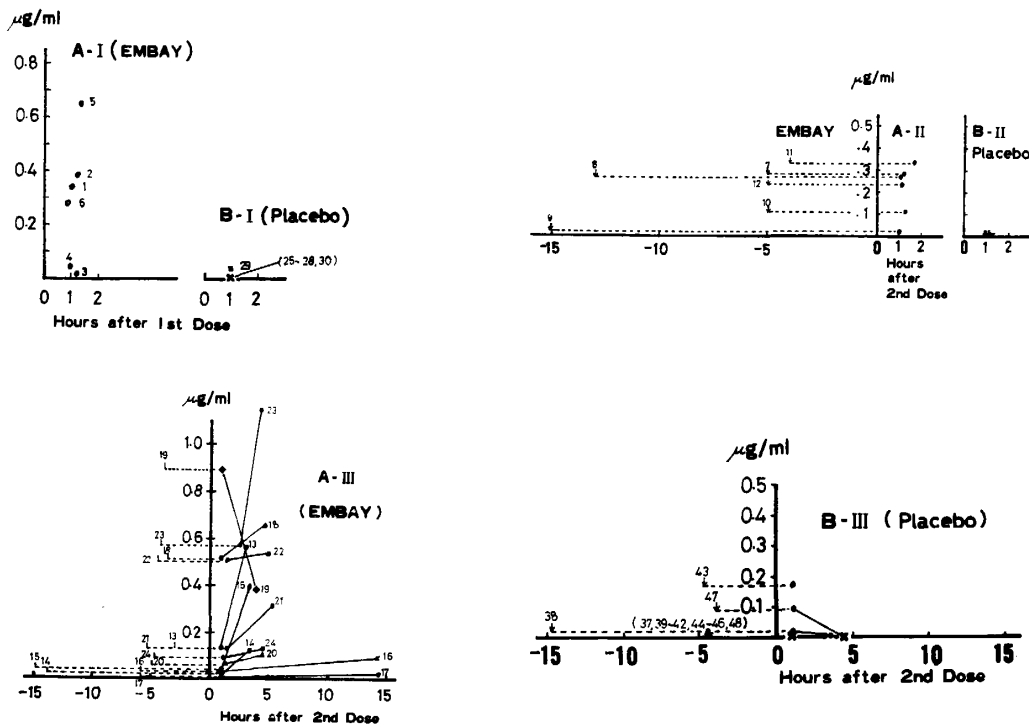 μg/ml
A-I (EMBAY)
0.8
0.6
5
0.4
2
1
6
0.2
4
3
0 1 2
Hours after 1st Dose
B-I (Placebo)
29
(25-28,30)
0 1 2
μg/ml
EMBAY A-II
B-II
Placebo
0.5
.4
3
2
.1
11
8
7
12
10
9
-15 -10 -5 0 1 2
0 1 2
Hours
after
2nd Dose
μg/ml
23
1.0
19
A-III
(EMBAY)
0.8
0.6
23
18
22
18
13
22
0.4
15
19
21
0.2
21 13
14
24
24
20
20
15 14
16
16
17
17
-15 -10 -5 0 5 10 15
Hours after 2nd Dose
μg/ml
0.5
0.4
B-III (Placebo)
0.3
0.2
43
0.1
47
38
(37,39-42,44-46,48)
-15 -10 -5 0 5 10 15
Hours after 2nd Dose